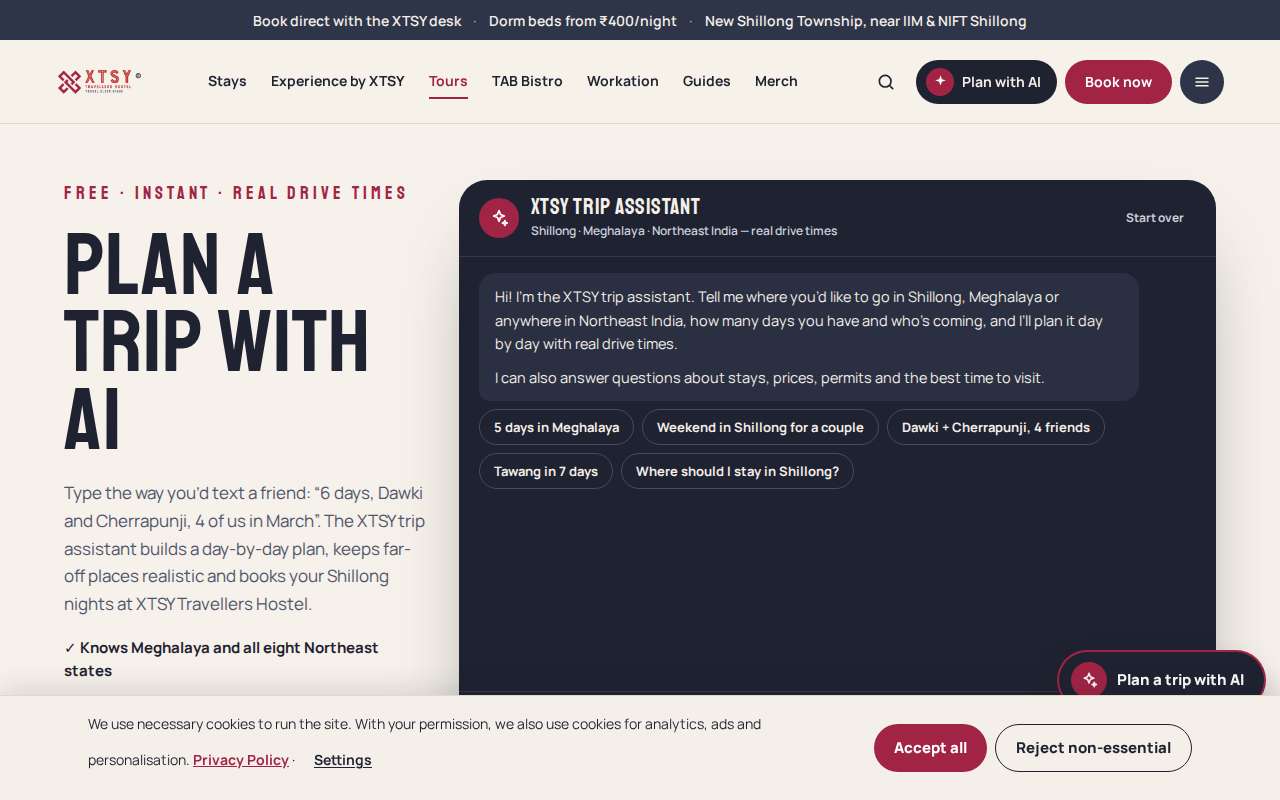 Book direct with the XTSY desk · Dorm beds from ₹400/night · New Shillong Township, near IIM & NIFT Shillong
XTSY ®
TRAVELLERS HOSTEL
Stays Experience by XTSY Tours TAB Bistro Workation Guides Merch Plan with AI Book now
FREE · INSTANT · REAL DRIVE TIMES
PLAN A
TRIP WITH
AI
Type the way you'd text a friend: “6 days, Dawki
and Cherrapunji, 4 of us in March”. The XTSY trip
assistant builds a day-by-day plan, keeps far-
off places realistic and books your Shillong
nights at XTSY Travellers Hostel.
✓ Knows Meghalaya and all eight Northeast
states
XTSY TRIP ASSISTANT
Shillong · Meghalaya · Northeast India — real drive times
Start over
Hi! I'm the XTSY trip assistant. Tell me where you'd like to go in Shillong, Meghalaya or
anywhere in Northeast India, how many days you have and who's coming, and I'll plan it day
by day with real drive times.
I can also answer questions about stays, prices, permits and the best time to visit.
5 days in Meghalaya Weekend in Shillong for a couple Dawki + Cherrapunji, 4 friends
Tawang in 7 days Where should I stay in Shillong?
Plan a trip with AI
We use necessary cookies to run the site. With your permission, we also use cookies for analytics, ads and
personalisation. Privacy Policy · Settings
Accept all Reject non-essential